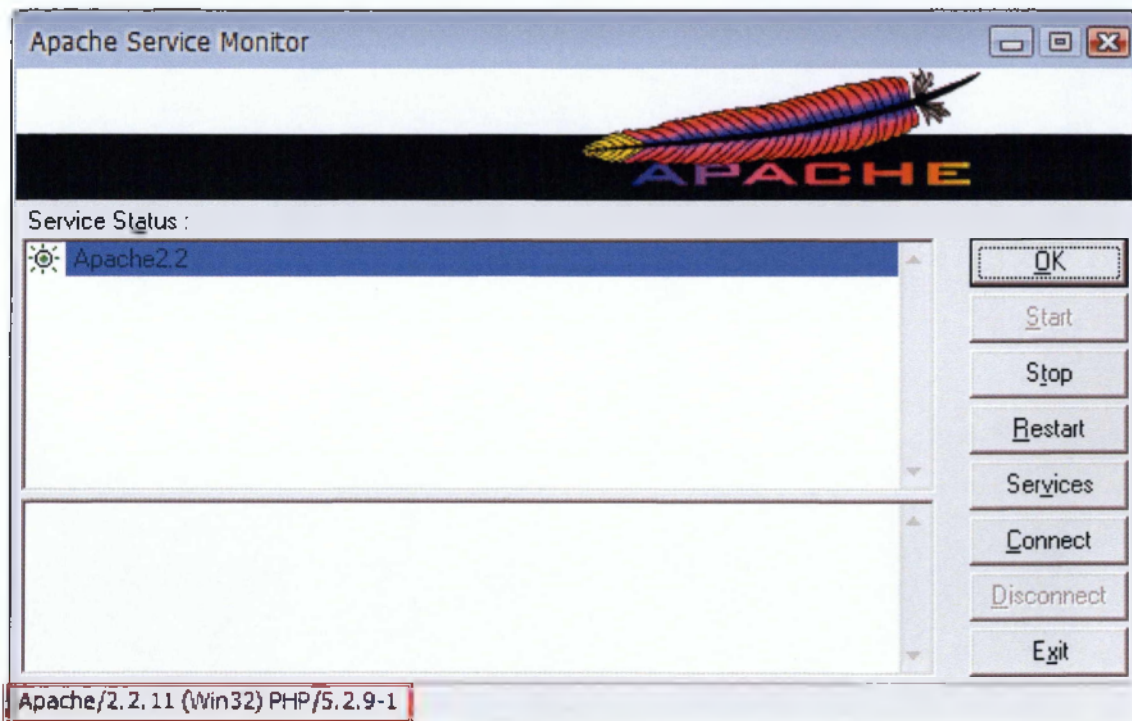 Apache Service Monitor
APACHE
Service Status :
Apache2.2
OK
Start
Stop
Restart
Services
Connect
Disconnect
Exit
Apache/2.2.11 (Win32) PHP/5.2.9-1